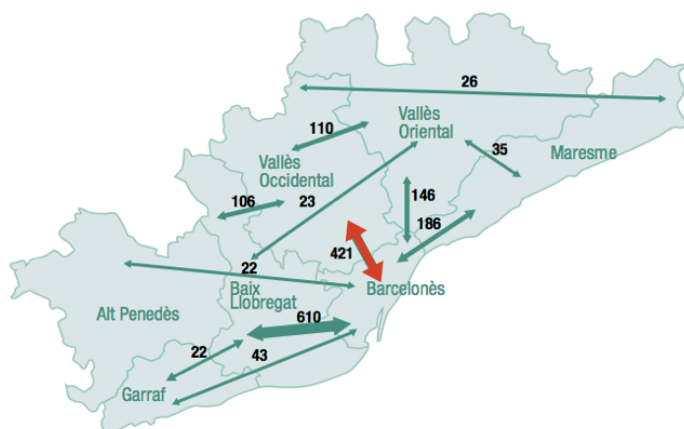 26
Vallès
Oriental
110
35
Maresme
Vallès
Occidental
146
106
23
186
421
22
Baix
Llobregat
Barcelonès
Alt Penedès
610
22
43
Garraf